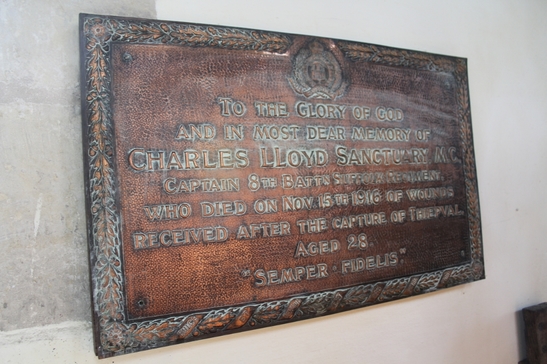 TO THE GLORY OF GOD
AND IN MOST DEAR MEMORY OF
CHARLES LLOYD SANCTUARY M.C.
CAPTAIN 8TH BATTN SUFFOLK REGIMENT,
WHO DIED ON NOV. 15TH 1916 OF WOUNDS
RECEIVED AFTER THE CAPTURE OF THIEPVAL.
AGED 28.
"SEMPER · FIDELIS"